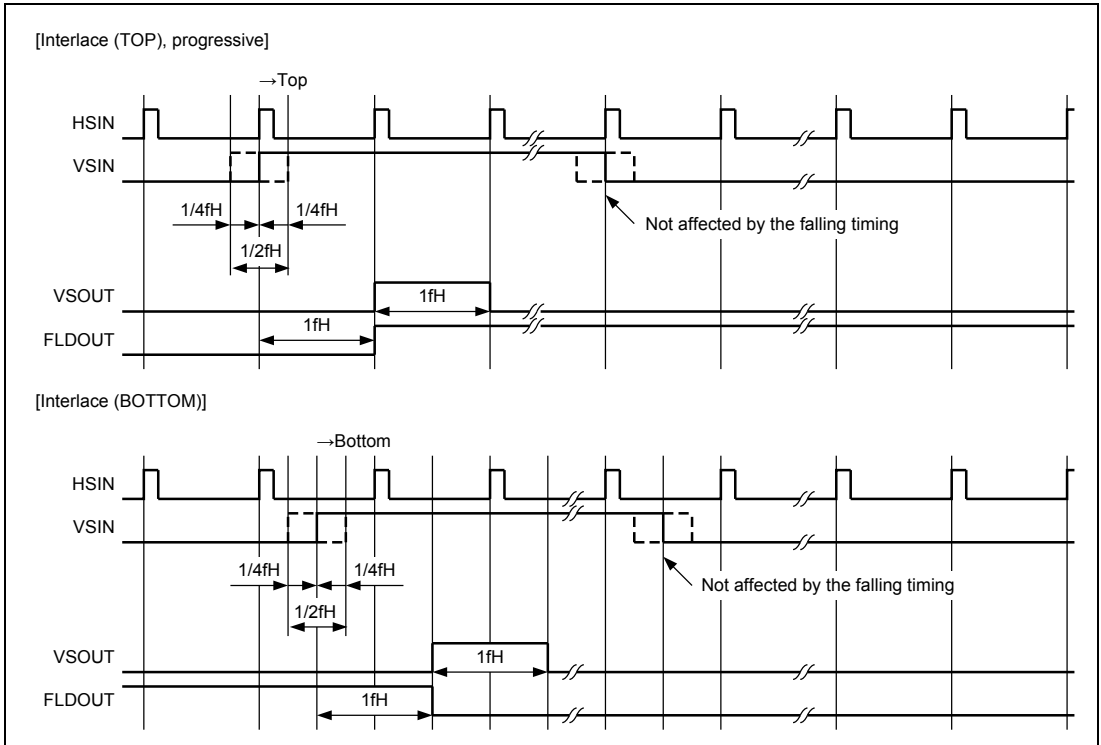 [Interlace (TOP), progressive]
→Top
HSIN
VSIN
1/4fH 1/4fH
Not affected by the falling timing
1/2fH
VSOUT
1fH
1fH
FLDOUT
[Interlace (BOTTOM)]
→Bottom
HSIN
VSIN
1/4fH 1/4fH
Not affected by the falling timing
1/2fH
VSOUT
1fH
FLDOUT
1fH